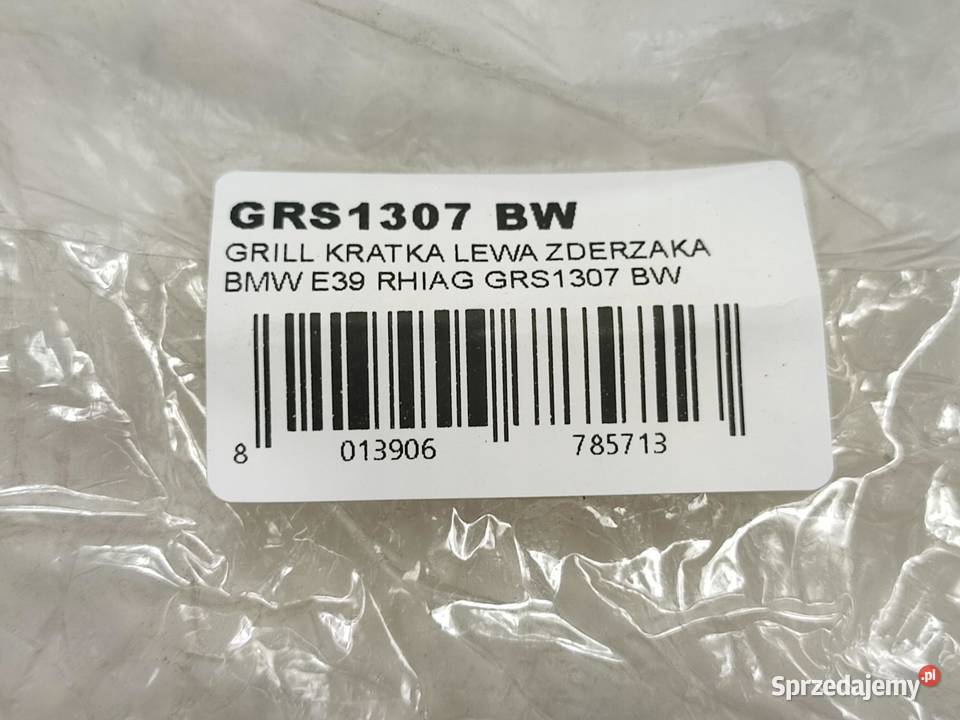 GRS1307 BW
GRILL KRATKA LEWA ZDERZAKA
BMW E39 RHIAG GRS1307 BW
8 013906 785713
Sprzedajemy.pl